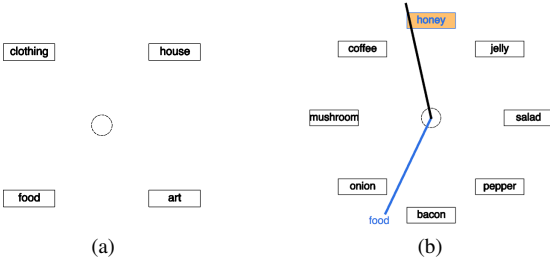 clothing
house
food
art
(a)
honey
coffee
jelly
mushroom
salad
onion
pepper
food
bacon
(b)